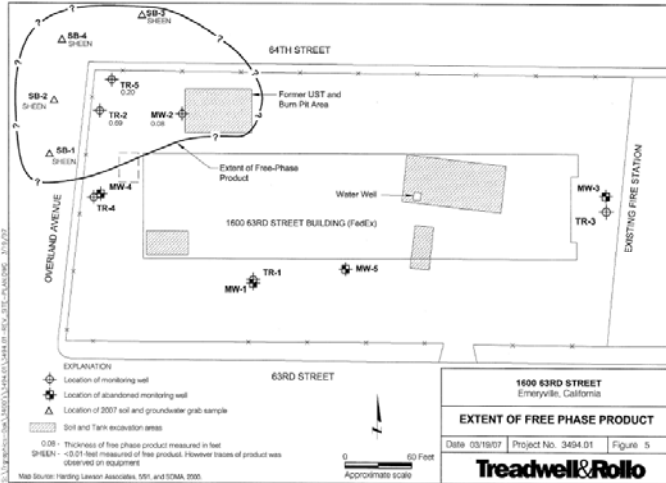 SB-3
SHEEN
SB-4
SHEEN
64TH STREET
TR-5
0.20
SB-2
SHEEN
TR-2
0.69
MW-2
0.08
Former UST and
Burn Pit Area
SB-1
SHEEN
Extent of Free-Phase
Product
MW-4
TR-4
Water Well
MW-3
TR-3
OVERLAND AVENUE
1600 63RD STREET BUILDING (FedEx)
EXISTING FIRE STATION
TR-1
MW-1
MW-5
63RD STREET
EXPLANATION
Location of monitoring well
Location of abandoned monitoring well
Location of 2007 soil and groundwater grab sample
Soil and Tank excavation areas
0.08 - Thickness of free phase product measured in feet
SHEEN - <0.01-feet measured of free product. However traces of product was
observed on equipment
Map Source: Harding Lawson Associates, 1991, and SOMA, 2000.
0 60 Feet
Approximate scale
1600 63RD STREET
Emeryville, California
EXTENT OF FREE PHASE PRODUCT
Date 03/19/07 Project No. 3494.01 Figure 5
Treadwell&Rollo